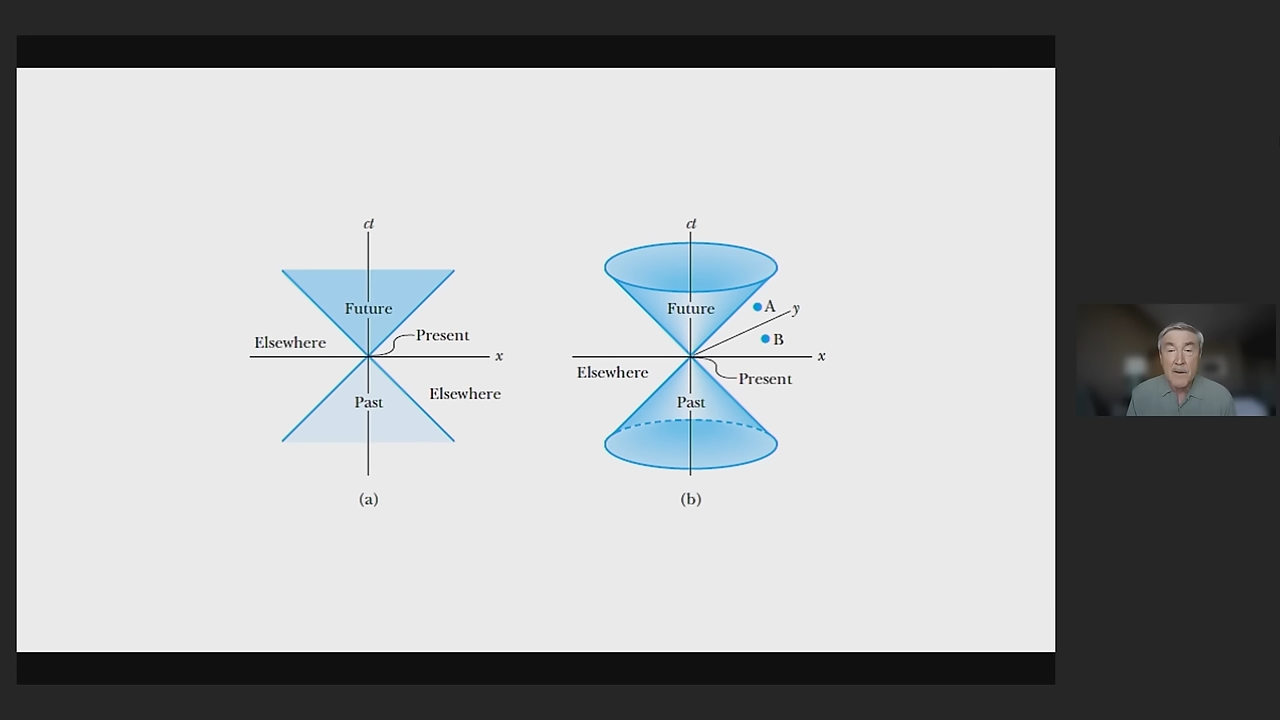 ct
Future
Present
Elsewhere
x
Past
Elsewhere
(a)
ct
Future
A
y
B
x
Elsewhere
Present
Past
(b)